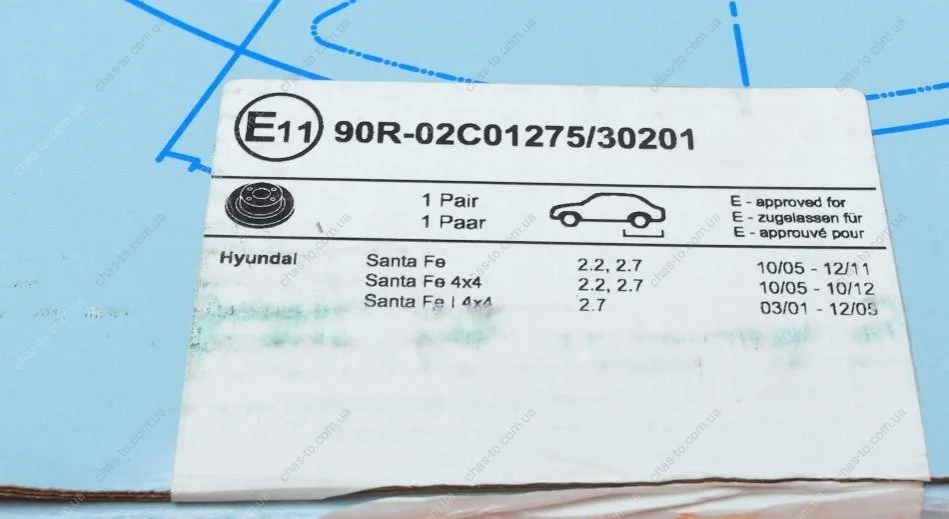 E11 90R-02C01275/30201
1 Pair
1 Paar
E - approved for
E - zugelassen für
E - approuvé pour
Hyundai Santa Fe 2.2, 2.7 10/05 - 12/11
Santa Fe 4x4 2.2, 2.7 10/05 - 10/12
Santa Fe I 4x4 2.7 03/01 - 12/05
chas-to.com.ua